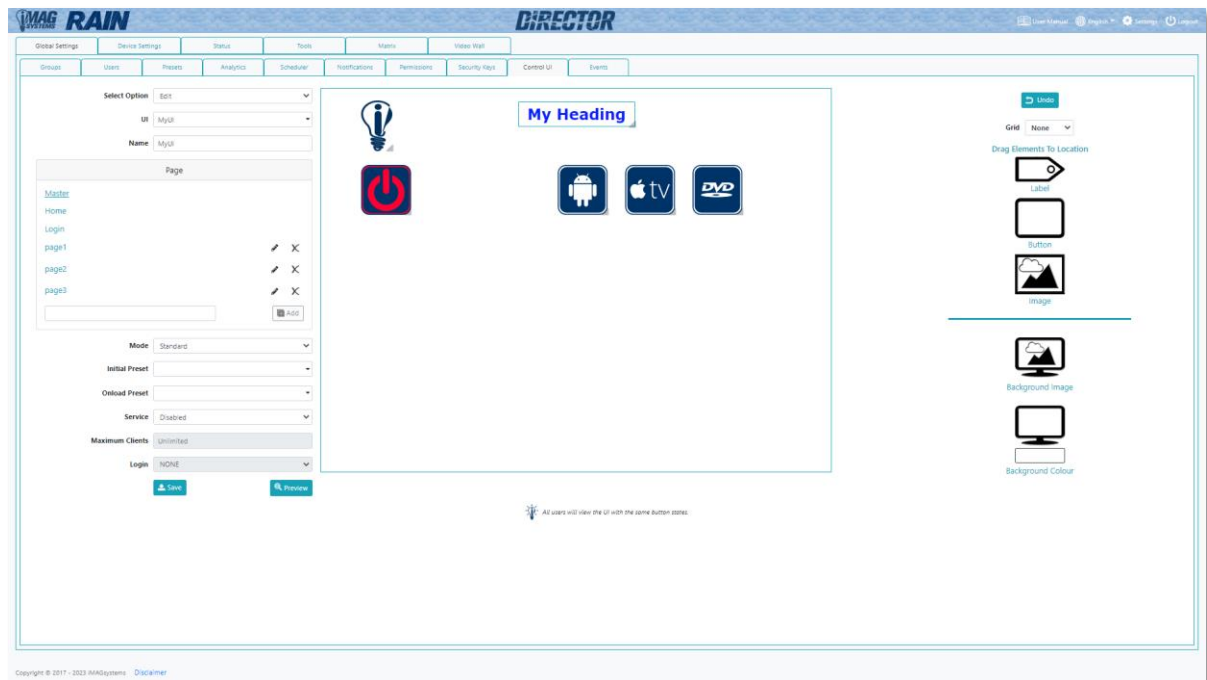 iMAG SYSTEMS RAIN
DiRECTOR
User Manual English Settings Logout
Global Settings Device Settings Status Tools Matrix Video Wall
Groups Users Presets Analytics Scheduler Notifications Permissions Security Keys Control UI Events
Select Option Edit
UI MyUI
Name MyUI
Page
Master
Home
Login
page1
page2
page3
Add
Mode Standard
Initial Preset
Onload Preset
Service Disabled
Maximum Clients Unlimited
Login NONE
Save Preview
My Heading
tv DVD
All users will view the UI with the same button states.
Undo
Grid None
Drag Elements To Location
Label
Button
Image
Background Image
Background Colour
Copyright © 2017 - 2023 iMAGsystems Disclaimer